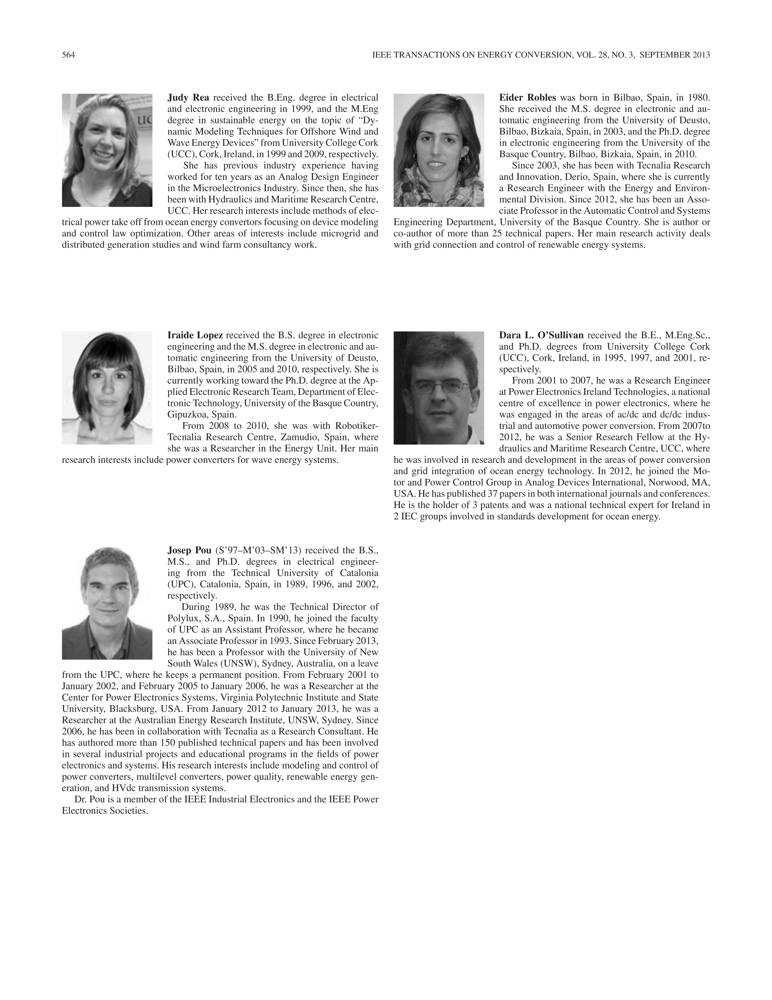 564
IEEE TRANSACTIONS ON ENERGY CONVERSION, VOL. 28, NO. 3, SEPTEMBER 2013
UC
Judy Rea received the B.Eng. degree in electrical
and electronic engineering in 1999, and the M.Eng
degree in sustainable energy on the topic of “Dy-
namic Modeling Techniques for Offshore Wind and
Wave Energy Devices” from University College Cork
(UCC), Cork, Ireland, in 1999 and 2009, respectively.
She has previous industry experience having
worked for ten years as an Analog Design Engineer
in the Microelectronics Industry. Since then, she has
been with Hydraulics and Maritime Research Centre,
UCC. Her research interests include methods of elec-
trical power take off from ocean energy convertors focusing on device modeling
and control law optimization. Other areas of interests include microgrid and
distributed generation studies and wind farm consultancy work.
Iraide Lopez received the B.S. degree in electronic
engineering and the M.S. degree in electronic and au-
tomatic engineering from the University of Deusto,
Bilbao, Spain, in 2005 and 2010, respectively. She is
currently working toward the Ph.D. degree at the Ap-
plied Electronic Research Team, Department of Elec-
tronic Technology, University of the Basque Country,
Gipuzkoa, Spain.
From 2008 to 2010, she was with Robotiker-
Tecnalia Research Centre, Zamudio, Spain, where
she was a Researcher in the Energy Unit. Her main
research interests include power converters for wave energy systems.
Josep Pou (S’97–M’03–SM’13) received the B.S.,
M.S., and Ph.D. degrees in electrical engineer-
ing from the Technical University of Catalonia
(UPC), Catalonia, Spain, in 1989, 1996, and 2002,
respectively.
During 1989, he was the Technical Director of
Polylux, S.A., Spain. In 1990, he joined the faculty
of UPC as an Assistant Professor, where he became
an Associate Professor in 1993. Since February 2013,
he has been a Professor with the University of New
South Wales (UNSW), Sydney, Australia, on a leave
from the UPC, where he keeps a permanent position. From February 2001 to
January 2002, and February 2005 to January 2006, he was a Researcher at the
Center for Power Electronics Systems, Virginia Polytechnic Institute and State
University, Blacksburg, USA. From January 2012 to January 2013, he was a
Researcher at the Australian Energy Research Institute, UNSW, Sydney. Since
2006, he has been in collaboration with Tecnalia as a Research Consultant. He
has authored more than 150 published technical papers and has been involved
in several industrial projects and educational programs in the fields of power
electronics and systems. His research interests include modeling and control of
power converters, multilevel converters, power quality, renewable energy gen-
eration, and HVdc transmission systems.
Dr. Pou is a member of the IEEE Industrial Electronics and the IEEE Power
Electronics Societies.
Eider Robles was born in Bilbao, Spain, in 1980.
She received the M.S. degree in electronic and au-
tomatic engineering from the University of Deusto,
Bilbao, Bizkaia, Spain, in 2003, and the Ph.D. degree
in electronic engineering from the University of the
Basque Country, Bilbao, Bizkaia, Spain, in 2010.
Since 2003, she has been with Tecnalia Research
and Innovation, Derio, Spain, where she is currently
a Research Engineer with the Energy and Environ-
mental Division. Since 2012, she has been an Asso-
ciate Professor in the Automatic Control and Systems
Engineering Department, University of the Basque Country. She is author or
co-author of more than 25 technical papers. Her main research activity deals
with grid connection and control of renewable energy systems.
Dara L. O’Sullivan received the B.E., M.Eng.Sc.,
and Ph.D. degrees from University College Cork
(UCC), Cork, Ireland, in 1995, 1997, and 2001, re-
spectively.
From 2001 to 2007, he was a Research Engineer
at Power Electronics Ireland Technologies, a national
centre of excellence in power electronics, where he
was engaged in the areas of ac/dc and dc/dc indus-
trial and automotive power conversion. From 2007to
2012, he was a Senior Research Fellow at the Hy-
draulics and Maritime Research Centre, UCC, where
he was involved in research and development in the areas of power conversion
and grid integration of ocean energy technology. In 2012, he joined the Mo-
tor and Power Control Group in Analog Devices International, Norwood, MA,
USA. He has published 37 papers in both international journals and conferences.
He is the holder of 3 patents and was a national technical expert for Ireland in
2 IEC groups involved in standards development for ocean energy.